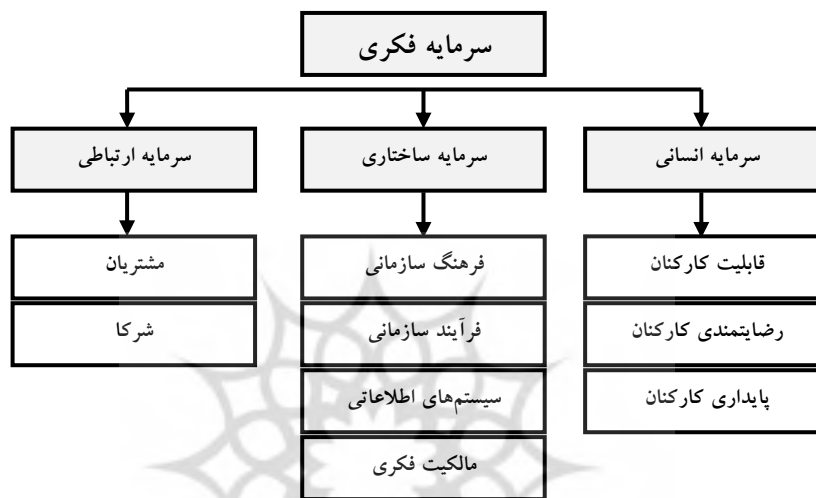 سرمایه فکری
سرمایه انسانی
سرمایه ساختاری
سرمایه ارتباطی
قابلیت کارکنان
رضایتمندی کارکنان
پایداری کارکنان
فرهنگ سازمانی
فرآیند سازمانی
سیستم‌های اطلاعاتی
مالکیت فکری
مشتریان
شرکا